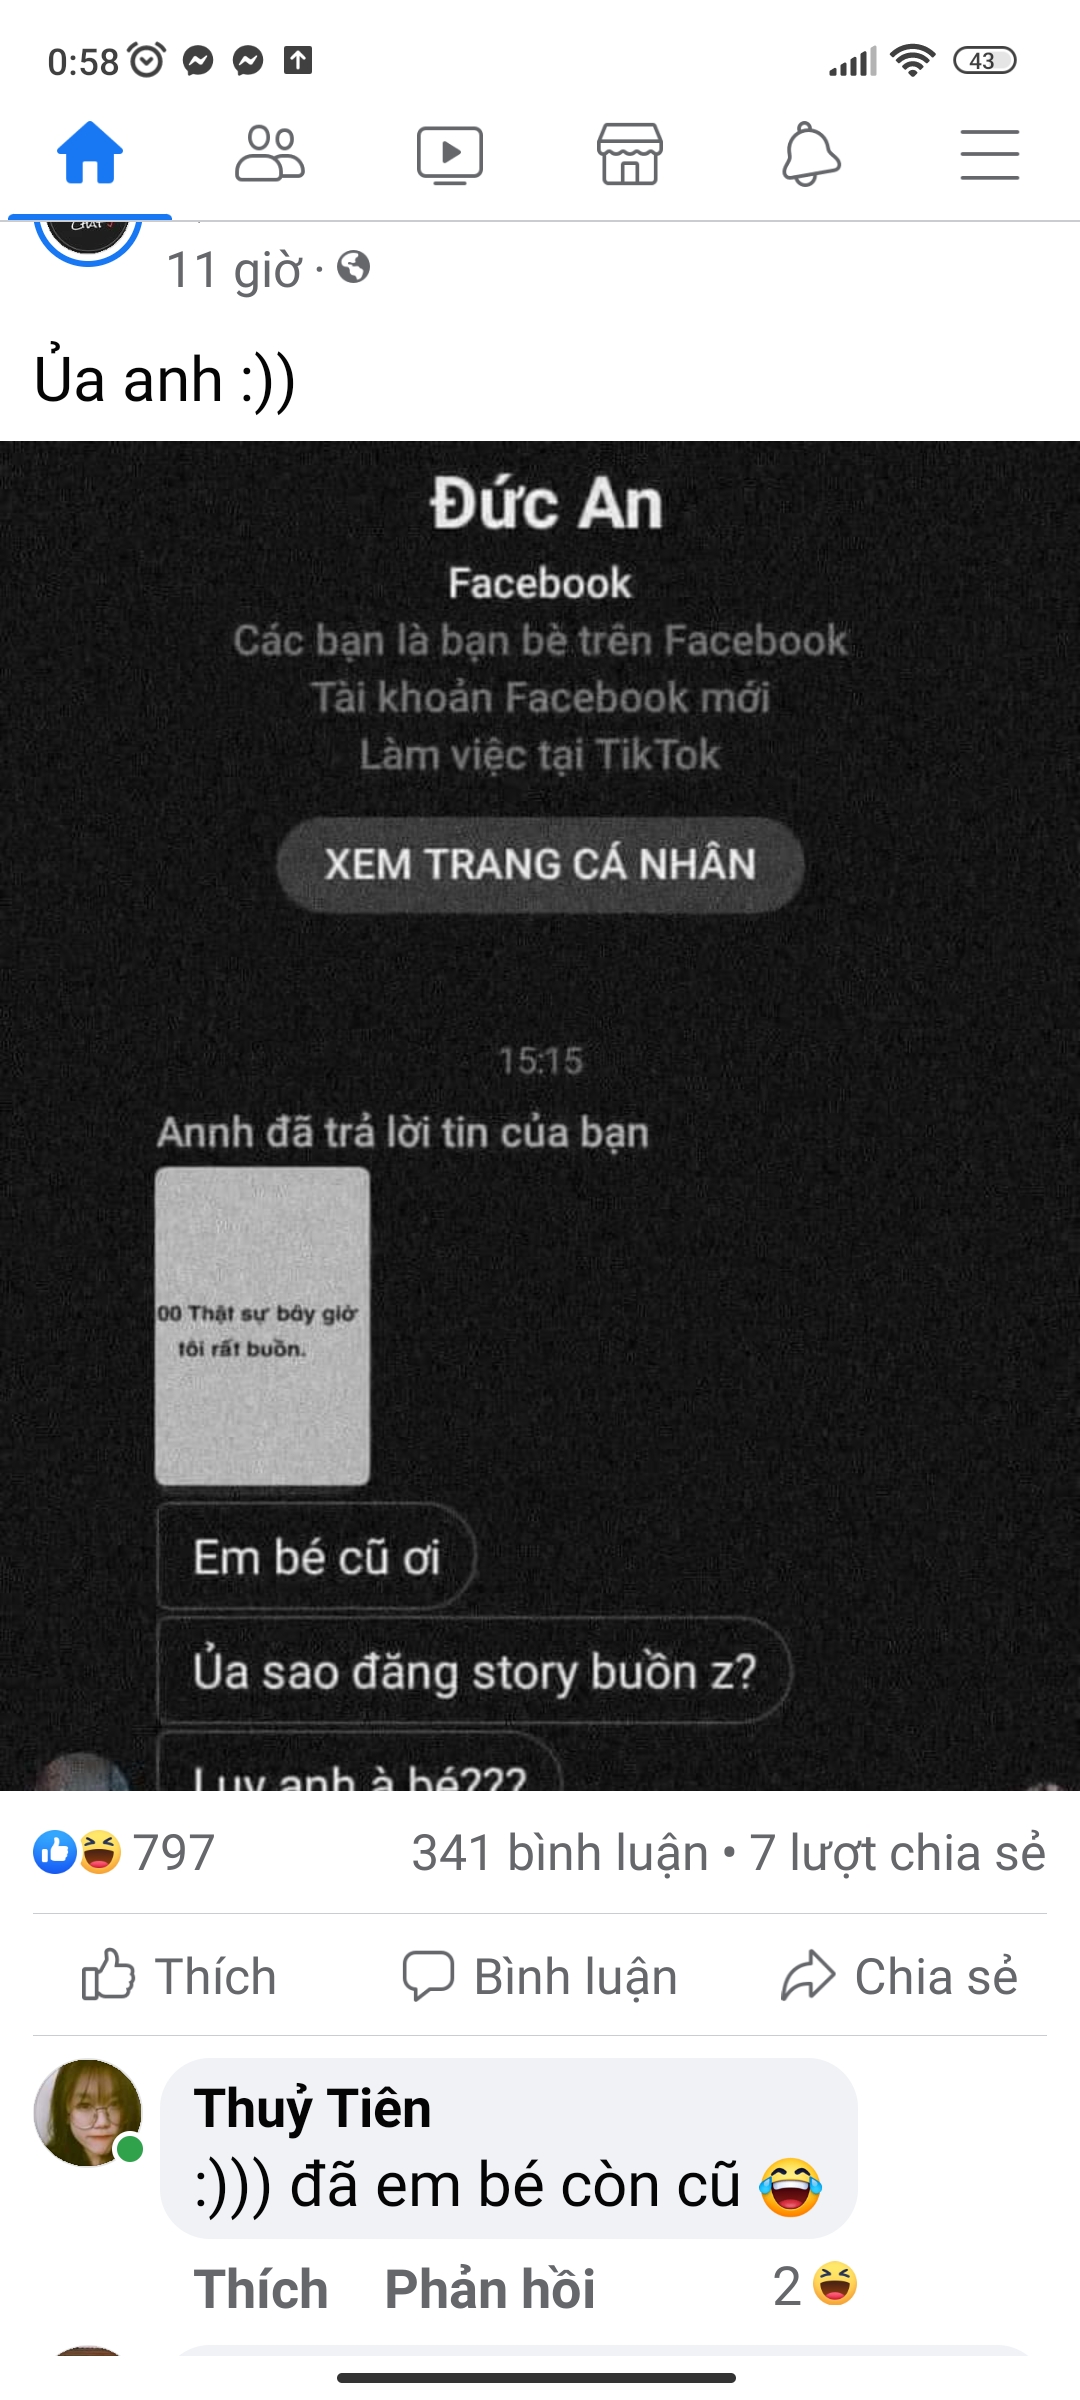 0:58
43
11 giờ ·
Ủa anh :))
Đức An
Facebook
Các bạn là bạn bè trên Facebook
Tài khoản Facebook mới
Làm việc tại TikTok
XEM TRANG CÁ NHÂN
15:15
Annh đã trả lời tin của bạn
00 Thật sự bây giờ
tôi rất buồn.
Em bé cũ ơi
Ủa sao đăng story buồn z?
Luv anh à bé???
797
341 bình luận • 7 lượt chia sẻ
Thích
Bình luận
Chia sẻ
Thuỷ Tiên
:))) đã em bé còn cũ 😂
Thích Phản hồi 2